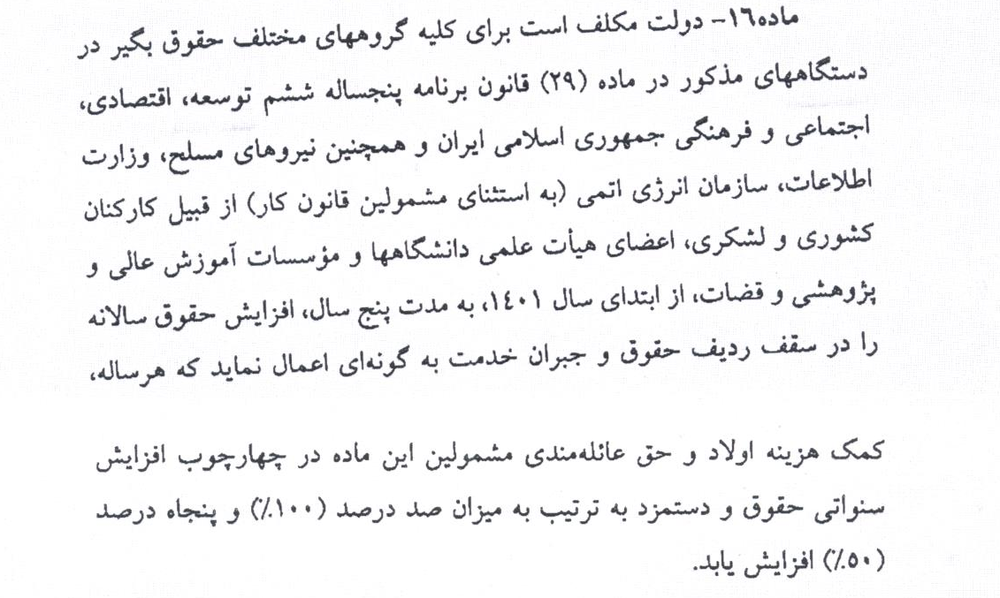 ماده۱۶- دولت مکلف است برای کلیه گروههای مختلف حقوق بگیر در
دستگاههای مذکور در ماده (۲۹) قانون برنامه پنجساله ششم توسعه، اقتصادی،
اجتماعی و فرهنگی جمهوری اسلامی ایران و همچنین نیروهای مسلح، وزارت
اطلاعات، سازمان انرژی اتمی (به استثنای مشمولین قانون کار) از قبیل کارکنان
کشوری و لشکری، اعضای هیأت علمی دانشگاهها و مؤسسات آموزش عالی و
پژوهشی و قضات، از ابتدای سال ۱۴۰۱، به مدت پنج سال، افزایش حقوق سالانه
را در سقف ردیف حقوق و جبران خدمت به گونه‌ای اعمال نماید که هرساله،
کمک هزینه اولاد و حق عائله‌مندی مشمولین این ماده در چهارچوب افزایش
سنواتی حقوق و دستمزد به ترتیب به میزان صد درصد (۱۰۰٪) و پنجاه درصد
(۵۰٪) افزایش یابد.